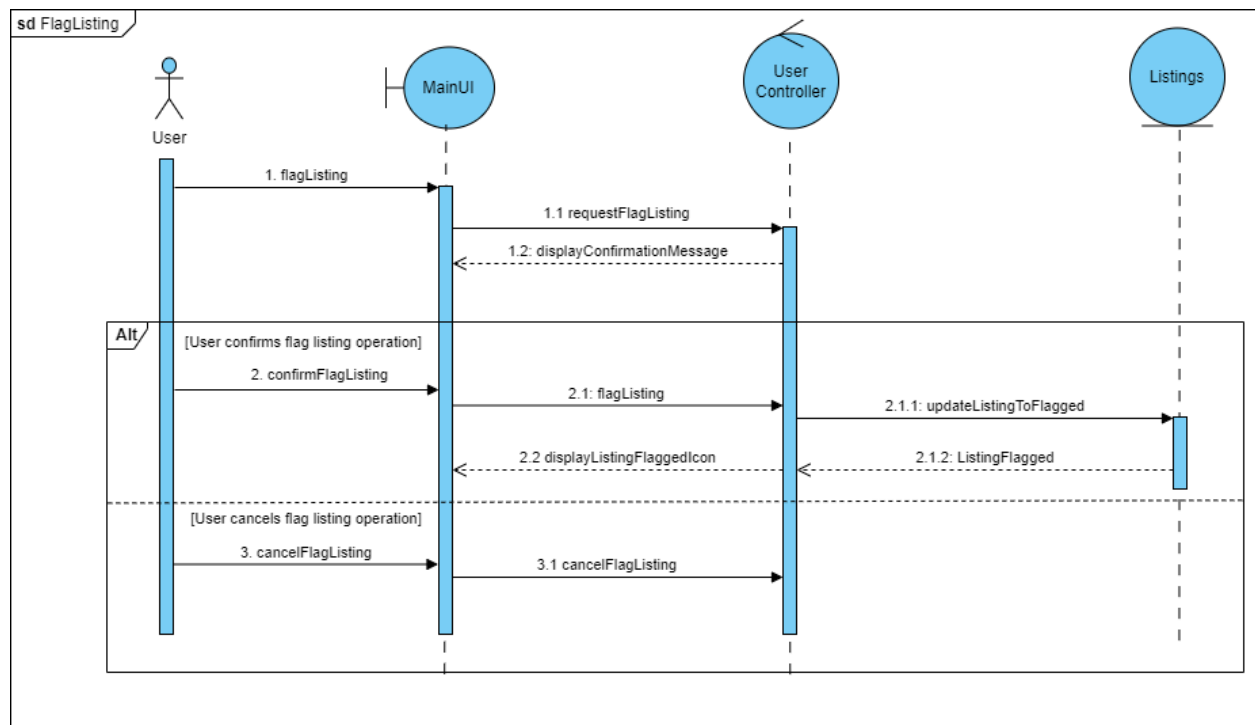 sd FlagListing
User
MainUI
User
Controller
Listings
1. flagListing
1.1 requestFlagListing
1.2: displayConfirmationMessage
Alt
[User confirms flag listing operation]
2. confirmFlagListing
2.1: flagListing
2.1.1: updateListingToFlagged
2.2 displayListingFlaggedIcon
2.1.2: ListingFlagged
[User cancels flag listing operation]
3. cancelFlagListing
3.1 cancelFlagListing